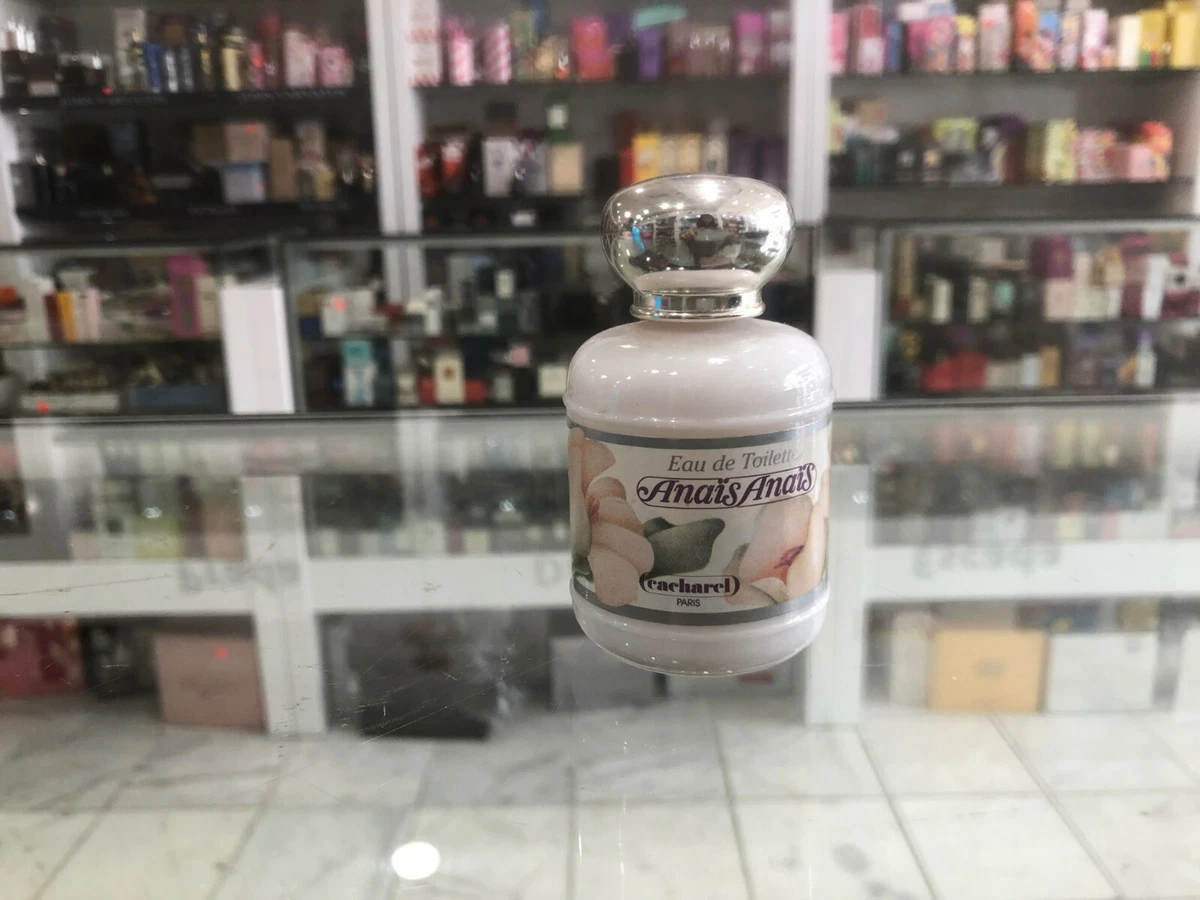 Eau de Toilette
Anaïs Anaïs
cacharel
PARIS